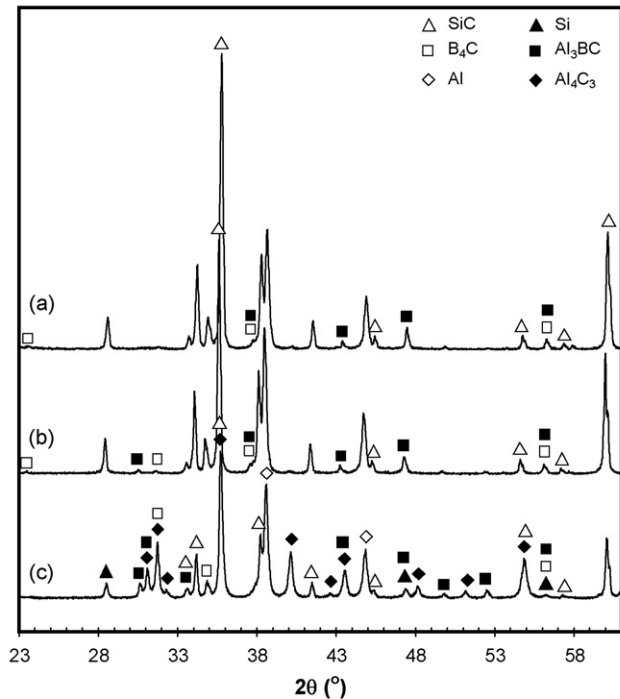 SiC Si
B₄C Al₃BC
Al Al₄C₃
(a)
(b)
(c)
23 28 33 38 43 48 53 58
2θ (°)